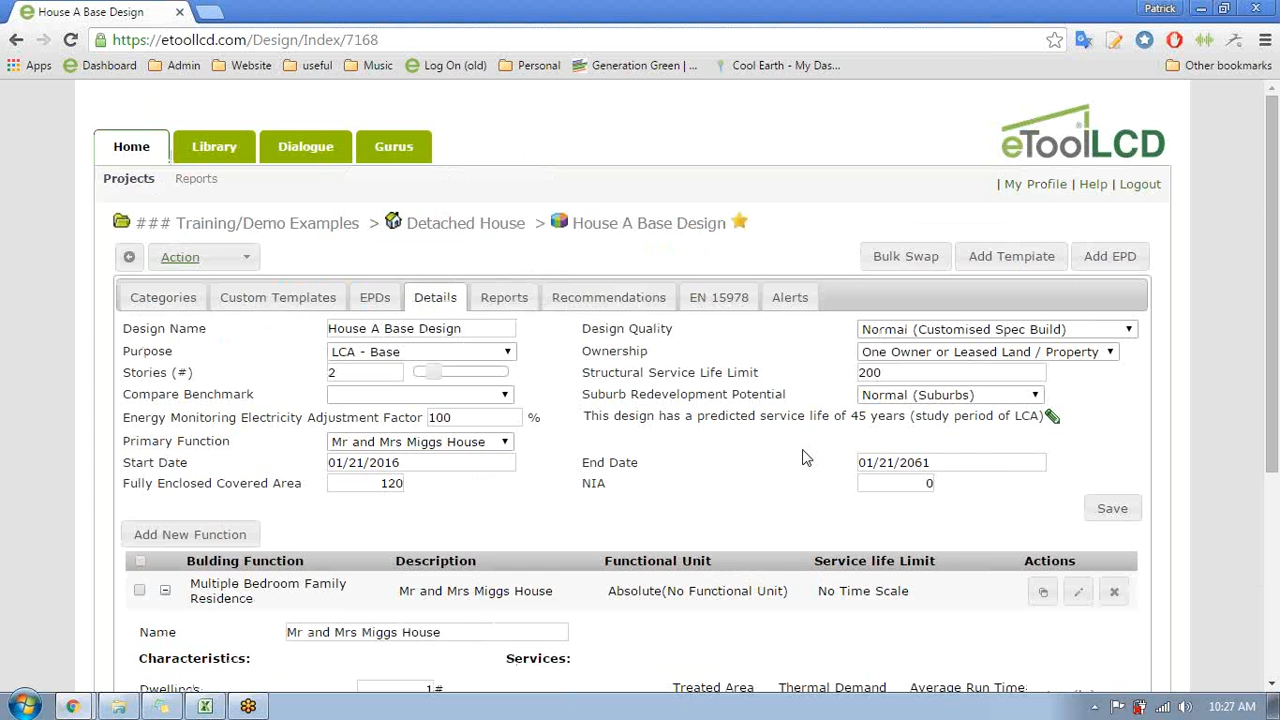 House A Base Design
Patrick
https://etoollcd.com/Design/Index/7168
Apps Dashboard Admin Website useful Music Log On (old) Personal Generation Green | ... Cool Earth - My Das... Other bookmarks
Home Library Dialogue Gurus
eToolLCD
Projects Reports
| My Profile | Help | Logout
### Training/Demo Examples > Detached House > House A Base Design
Action Bulk Swap Add Template Add EPD
Categories Custom Templates EPDs Details Reports Recommendations EN 15978 Alerts
Design Name House A Base Design Design Quality Normal (Customised Spec Build)
Purpose LCA - Base Ownership One Owner or Leased Land / Property
Stories (#) 2 Structural Service Life Limit 200
Compare Benchmark Suburb Redevelopment Potential Normal (Suburbs)
Energy Monitoring Electricity Adjustment Factor 100 % This design has a predicted service life of 45 years (study period of LCA)
Primary Function Mr and Mrs Miggs House
Start Date 01/21/2016 End Date 01/21/2061
Fully Enclosed Covered Area 120 NIA 0
Save
Add New Function
Bulding Function Description Functional Unit Service life Limit Actions
Multiple Bedroom Family Residence Mr and Mrs Miggs House Absolute(No Functional Unit) No Time Scale
Name Mr and Mrs Miggs House
Characteristics: Services:
Dwellings 1# Treated Area Thermal Demand Average Run Time:
10:27 AM